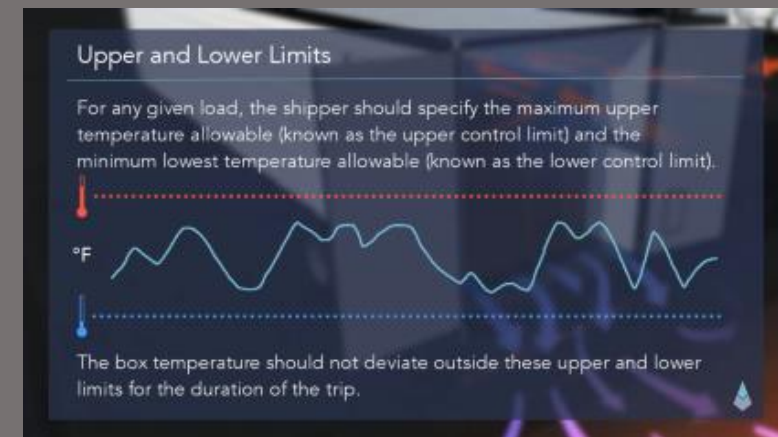 Upper and Lower Limits
For any given load, the shipper should specify the maximum upper
temperature allowable (known as the upper control limit) and the
minimum lowest temperature allowable (known as the lower control limit).
°F
The box temperature should not deviate outside these upper and lower
limits for the duration of the trip.